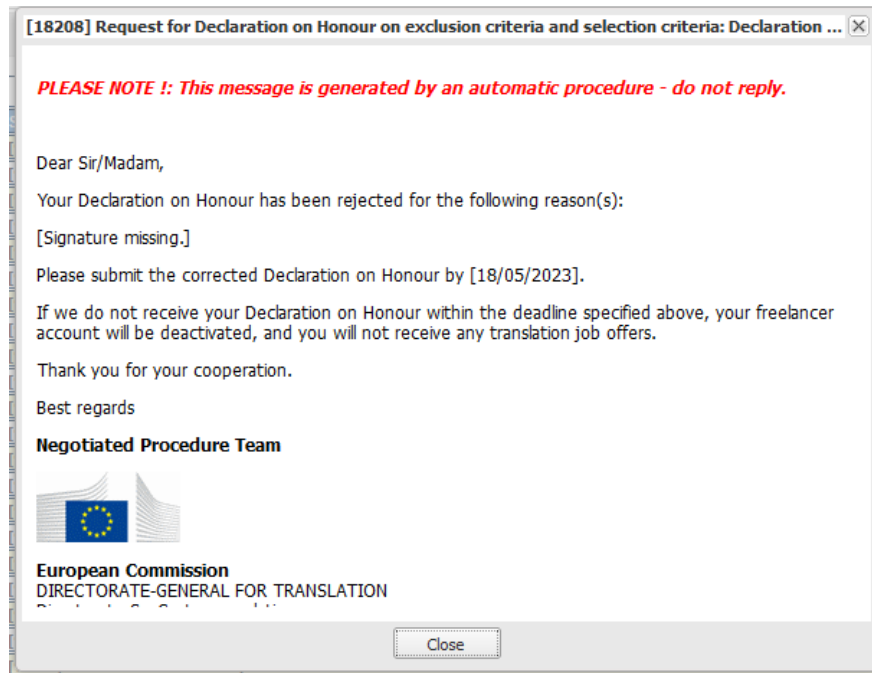 [18208] Request for Declaration on Honour on exclusion criteria and selection criteria: Declaration ...
PLEASE NOTE !: This message is generated by an automatic procedure - do not reply.
Dear Sir/Madam,
Your Declaration on Honour has been rejected for the following reason(s):
[Signature missing.]
Please submit the corrected Declaration on Honour by [18/05/2023].
If we do not receive your Declaration on Honour within the deadline specified above, your freelancer
account will be deactivated, and you will not receive any translation job offers.
Thank you for your cooperation.
Best regards
Negotiated Procedure Team
European Commission
DIRECTORATE-GENERAL FOR TRANSLATION
Close